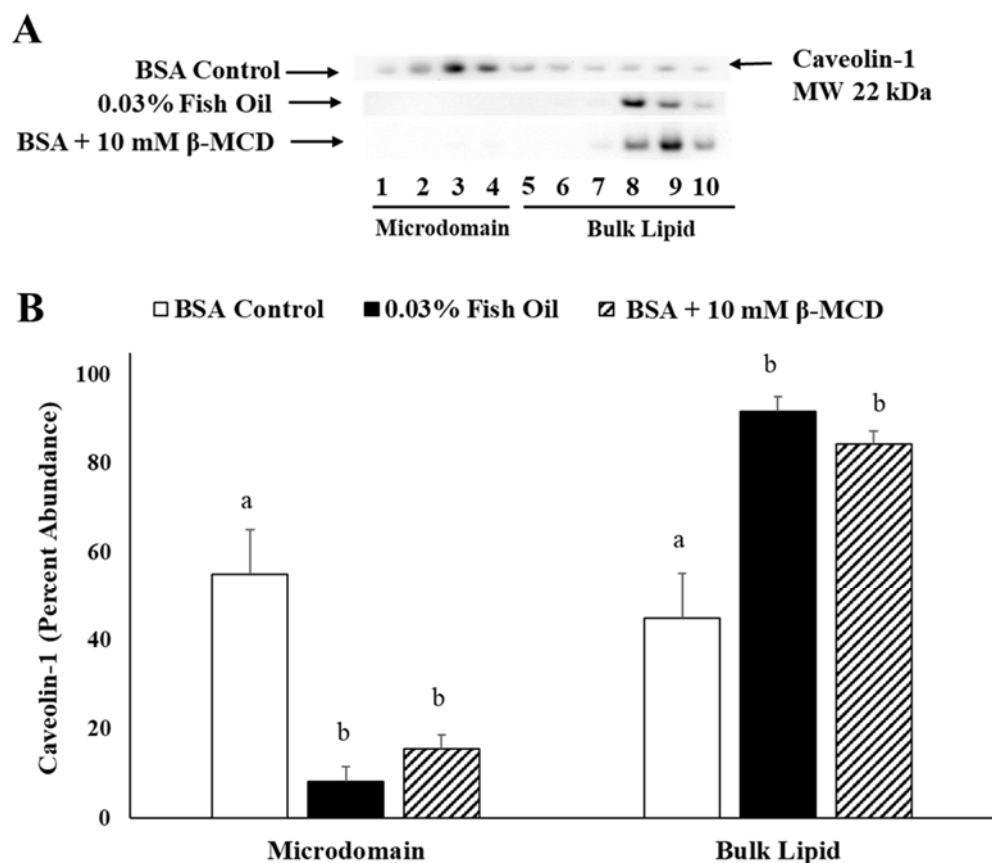 A
BSA Control
0.03% Fish Oil
BSA + 10 mM β-MCD
Caveolin-1
MW 22 kDa
1 2 3 4 5 6 7 8 9 10
Microdomain Bulk Lipid
B
BSA Control 0.03% Fish Oil BSA + 10 mM β-MCD
Caveolin-1 (Percent Abundance)
100
80
60
40
20
0
a
b
b
a
b
b
Microdomain Bulk Lipid